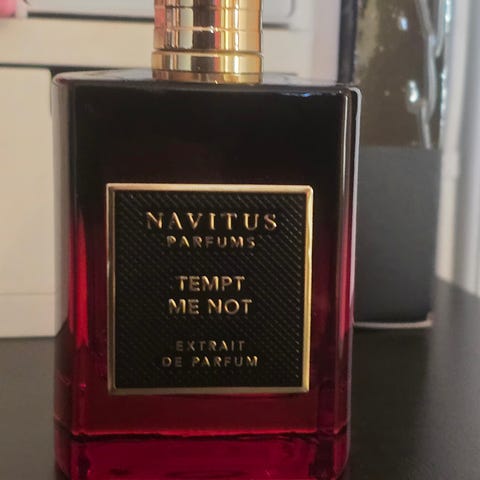 NAVITUS
PARFUMS
TEMPT
ME NOT
EXTRAIT
DE PARFUM